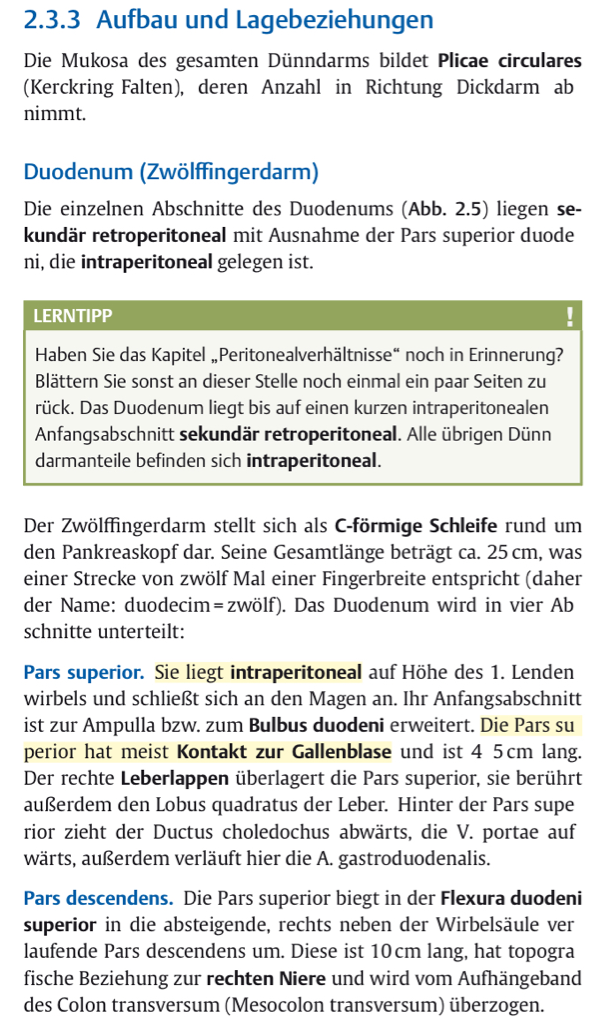 2.3.3 Aufbau und Lagebeziehungen
Die Mukosa des gesamten Dünndarms bildet Plicae circulares
(Kerckring Falten), deren Anzahl in Richtung Dickdarm ab
nimmt.
Duodenum (Zwölffingerdarm)
Die einzelnen Abschnitte des Duodenums (Abb. 2.5) liegen se-
kundär retroperitoneal mit Ausnahme der Pars superior duode
ni, die intraperitoneal gelegen ist.
LERNTIPP !
Haben Sie das Kapitel „Peritonealverhältnisse“ noch in Erinnerung?
Blättern Sie sonst an dieser Stelle noch einmal ein paar Seiten zu
rück. Das Duodenum liegt bis auf einen kurzen intraperitonealen
Anfangsabschnitt sekundär retroperitoneal. Alle übrigen Dünn
darmanteile befinden sich intraperitoneal.
Der Zwölffingerdarm stellt sich als C-förmige Schleife rund um
den Pankreaskopf dar. Seine Gesamtlänge beträgt ca. 25 cm, was
einer Strecke von zwölf Mal einer Fingerbreite entspricht (daher
der Name: duodecim = zwölf). Das Duodenum wird in vier Ab
schnitte unterteilt:
Pars superior. Sie liegt intraperitoneal auf Höhe des 1. Lenden
wirbels und schließt sich an den Magen an. Ihr Anfangsabschnitt
ist zur Ampulla bzw. zum Bulbus duodeni erweitert. Die Pars su
perior hat meist Kontakt zur Gallenblase und ist 4 5 cm lang.
Der rechte Leberlappen überlagert die Pars superior, sie berührt
außerdem den Lobus quadratus der Leber. Hinter der Pars supe
rior zieht der Ductus choledochus abwärts, die V. portae auf
wärts, außerdem verläuft hier die A. gastroduodenalis.
Pars descendens. Die Pars superior biegt in der Flexura duodeni
superior in die absteigende, rechts neben der Wirbelsäule ver
laufende Pars descendens um. Diese ist 10 cm lang, hat topogra
fische Beziehung zur rechten Niere und wird vom Aufhängeband
des Colon transversum (Mesocolon transversum) überzogen.